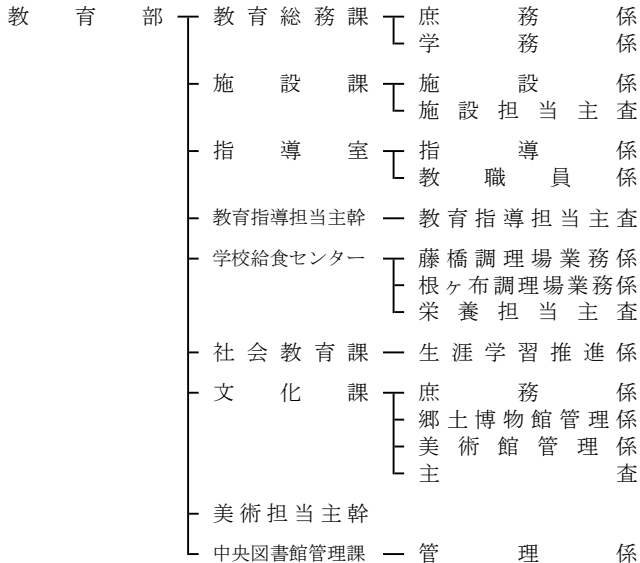 教育部 教育総務課 庶務係
学務係
施設課 施設係
施設担当主査
指導室 指導係
教職員係
教育指導担当主幹 教育指導担当主査
学校給食センター 藤橋調理場業務係
根ヶ布調理場業務係
栄養担当主査
社会教育課 生涯学習推進係
文化課 庶務係
郷土博物館管理係
美術館管理係
主査
美術担当主幹
中央図書館管理課 管理係